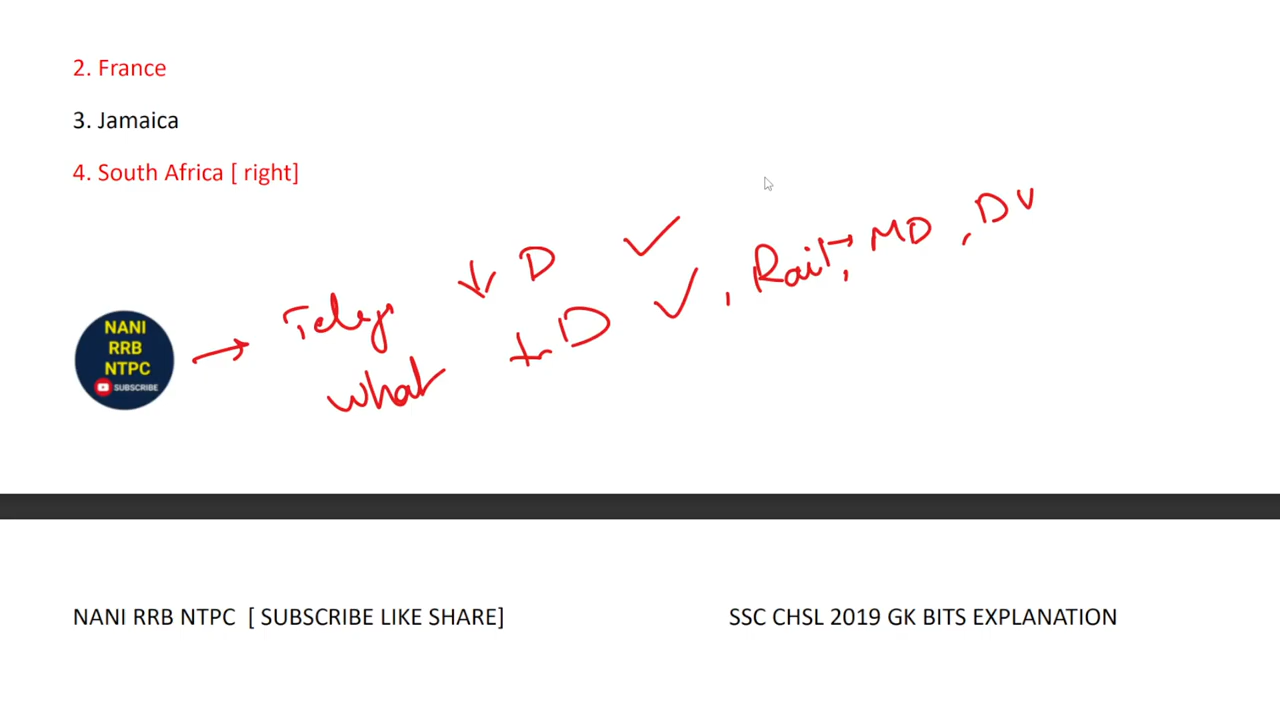 2. France
3. Jamaica
4. South Africa [ right]
D
, Rail → MD , DV
NANI
RRB
NTPC
SUBSCRIBE
Teleg
D
what
NANI RRB NTPC [ SUBSCRIBE LIKE SHARE]
SSC CHSL 2019 GK BITS EXPLANATION